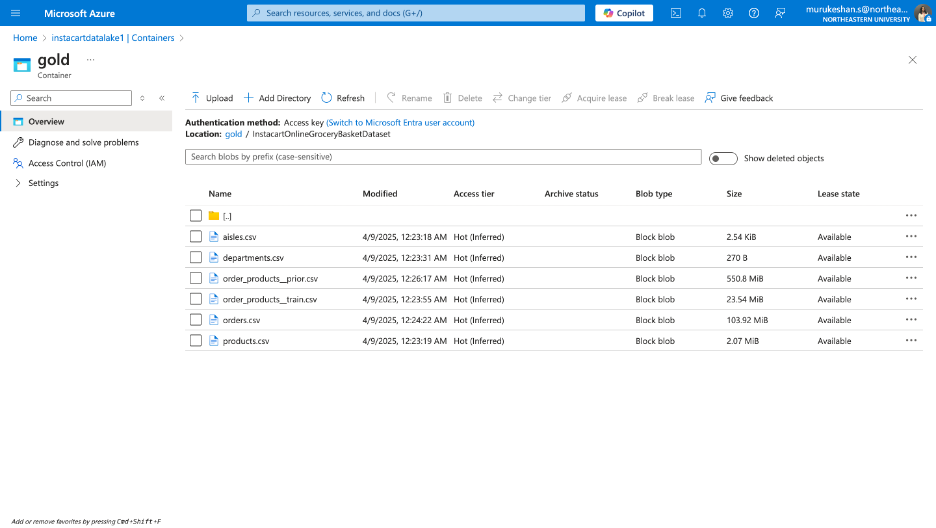 Microsoft Azure
Search resources, services, and docs (G+/)
Copilot
murukeshan.s@northea...
NORTHEASTERN UNIVERSITY
Home > instacartdatalake1 | Containers >
gold ...
Container
Search
Upload
Add Directory
Refresh
Rename
Delete
Change tier
Acquire lease
Break lease
Give feedback
Overview
Diagnose and solve problems
Access Control (IAM)
Settings
Authentication method: Access key (Switch to Microsoft Entra user account)
Location: gold / InstacartOnlineGroceryBasketDataset
Search blobs by prefix (case-sensitive)
Show deleted objects
Name Modified Access tier Archive status Blob type Size Lease state
[..]
aisles.csv 4/9/2025, 12:23:18 AM Hot (Inferred) Block blob 2.54 KiB Available
departments.csv 4/9/2025, 12:23:31 AM Hot (Inferred) Block blob 270 B Available
order_products__prior.csv 4/9/2025, 12:26:17 AM Hot (Inferred) Block blob 550.8 MiB Available
order_products__train.csv 4/9/2025, 12:23:55 AM Hot (Inferred) Block blob 23.54 MiB Available
orders.csv 4/9/2025, 12:24:22 AM Hot (Inferred) Block blob 103.92 MiB Available
products.csv 4/9/2025, 12:23:19 AM Hot (Inferred) Block blob 2.07 MiB Available
Add or remove favorites by pressing Cmd+Shift+F